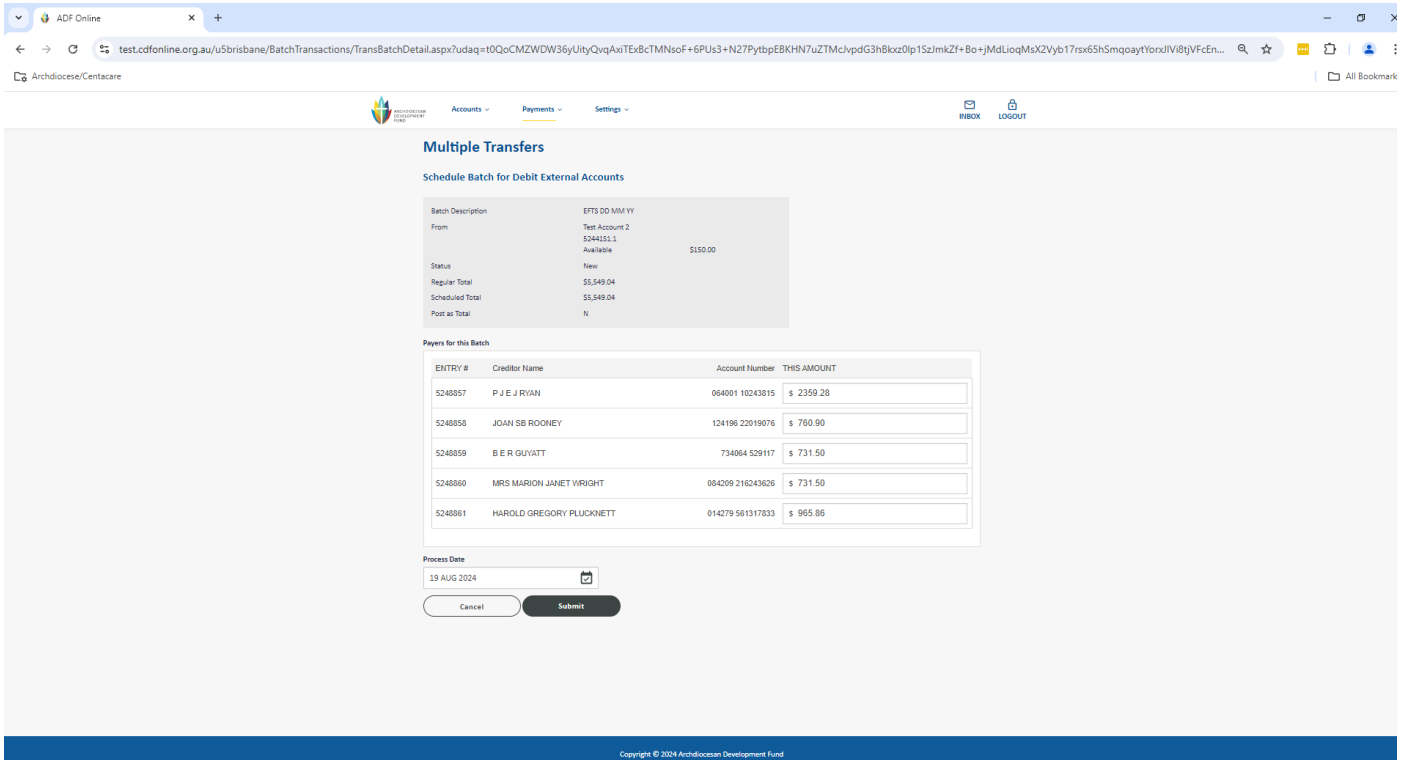 ADF Online
test.cdfonline.org.au/u5brisbane/BatchTransactions/TransBatchDetail.aspx?udaq=t0QoCMZWDW36yUityQvqAxiTExBcTMNsoF+6PUs3+N27PytbpEBKHN7uZTMcJvpdG3hBkxz0lp1SzJmkZf+Bo+jMdLioqMsX2Vyb17rsx65hSmqoaytYorxJlVi8tjVFcEn...
Archdiocese/Centacare
All Bookmark
ARCHDIOCESAN
DEVELOPMENT
FUND
Accounts
Payments
Settings
INBOX
LOGOUT
Multiple Transfers
Schedule Batch for Debit External Accounts
Batch Description EFTS DD MM YY
From Test Account 2
5244151.1
Available $150.00
Status New
Regular Total $5,549.04
Scheduled Total $5,549.04
Post as Total N
Payers for this Batch
ENTRY # Creditor Name Account Number THIS AMOUNT
5248857 P J E J RYAN 064001 10243815 $ 2359.28
5248858 JOAN SB ROONEY 124196 22019076 $ 760.90
5248859 B E R GUYATT 734064 529117 $ 731.50
5248860 MRS MARION JANET WRIGHT 084209 216243626 $ 731.50
5248861 HAROLD GREGORY PLUCKNETT 014279 561317833 $ 965.86
Process Date
19 AUG 2024
Cancel Submit
Copyright © 2024 Archdiocesan Development Fund